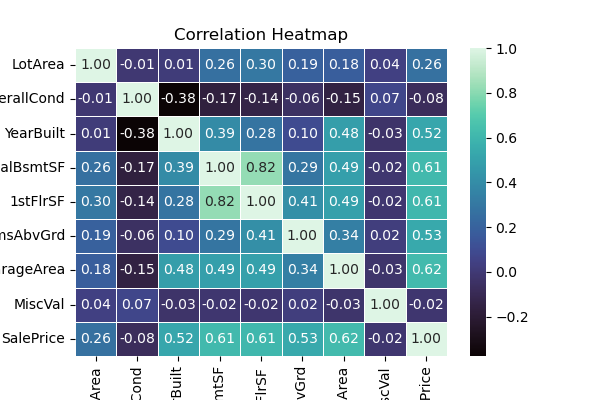 Correlation Heatmap
LotArea 1.00 -0.01 0.01 0.26 0.30 0.19 0.18 0.04 0.26
erallCond -0.01 1.00 -0.38 -0.17 -0.14 -0.06 -0.15 0.07 -0.08
YearBuilt 0.01 -0.38 1.00 0.39 0.28 0.10 0.48 -0.03 0.52
alBsmtSF 0.26 -0.17 0.39 1.00 0.82 0.29 0.49 -0.02 0.61
1stFlrSF 0.30 -0.14 0.28 0.82 1.00 0.41 0.49 -0.02 0.61
msAbvGrd 0.19 -0.06 0.10 0.29 0.41 1.00 0.34 0.02 0.53
rageArea 0.18 -0.15 0.48 0.49 0.49 0.34 1.00 -0.03 0.62
MiscVal 0.04 0.07 -0.03 -0.02 -0.02 0.02 -0.03 1.00 -0.02
SalePrice 0.26 -0.08 0.52 0.61 0.61 0.53 0.62 -0.02 1.00
Area
Cond
rBuilt
mtSF
FlrSF
vGrd
Area
scVal
Price
1.0
0.8
0.6
0.4
0.2
0.0
−0.2